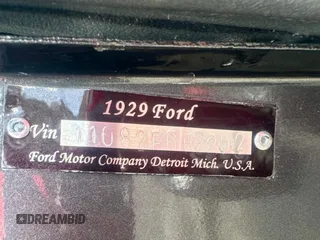 1929 Ford
Vin
Ford Motor Company Detroit Mich. U.S.A.
DREAMBID